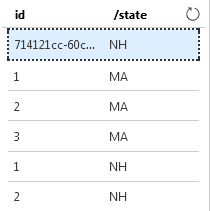 id /state
714121cc-60c... NH
1 MA
2 MA
3 MA
1 NH
2 NH